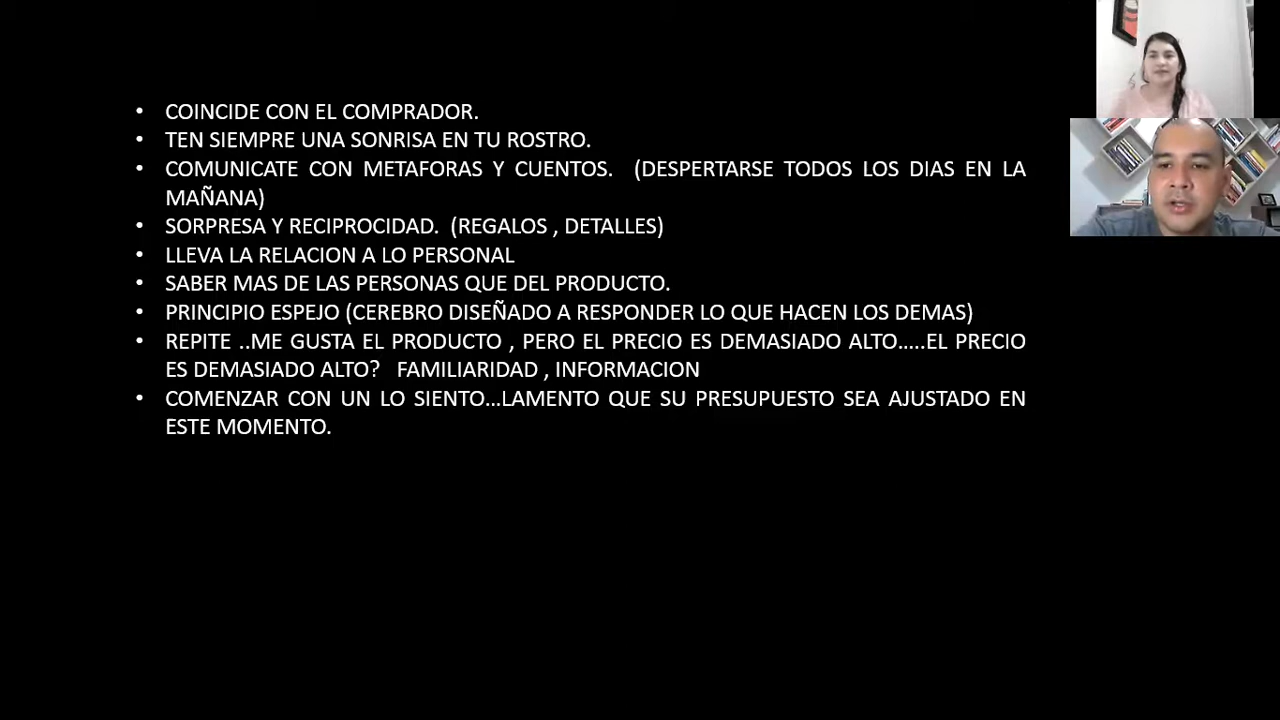 • COINCIDE CON EL COMPRADOR.
• TEN SIEMPRE UNA SONRISA EN TU ROSTRO.
• COMUNICATE CON METAFORAS Y CUENTOS. (DESPERTARSE TODOS LOS DIAS EN LA
MAÑANA)
• SORPRESA Y RECIPROCIDAD. (REGALOS , DETALLES)
• LLEVA LA RELACION A LO PERSONAL
• SABER MAS DE LAS PERSONAS QUE DEL PRODUCTO.
• PRINCIPIO ESPEJO (CEREBRO DISEÑADO A RESPONDER LO QUE HACEN LOS DEMAS)
• REPITE ..ME GUSTA EL PRODUCTO , PERO EL PRECIO ES DEMASIADO ALTO.....EL PRECIO
ES DEMASIADO ALTO? FAMILIARIDAD , INFORMACION
• COMENZAR CON UN LO SIENTO...LAMENTO QUE SU PRESUPUESTO SEA AJUSTADO EN
ESTE MOMENTO.